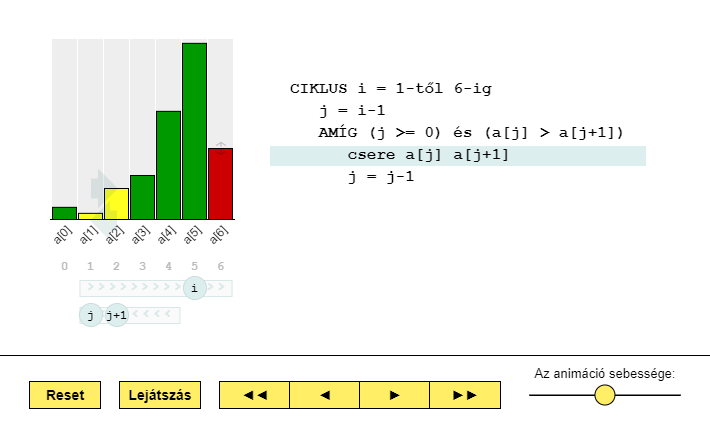 CIKLUS i = 1-től 6-ig
j = i-1
AMÍG (j >= 0) és (a[j] > a[j+1])
csere a[j] a[j+1]
j = j-1
a[0] a[1] a[2] a[3] a[4] a[5] a[6]
0 1 2 3 4 5 6
i
j j+1
Az animáció sebessége:
Reset Lejátszás